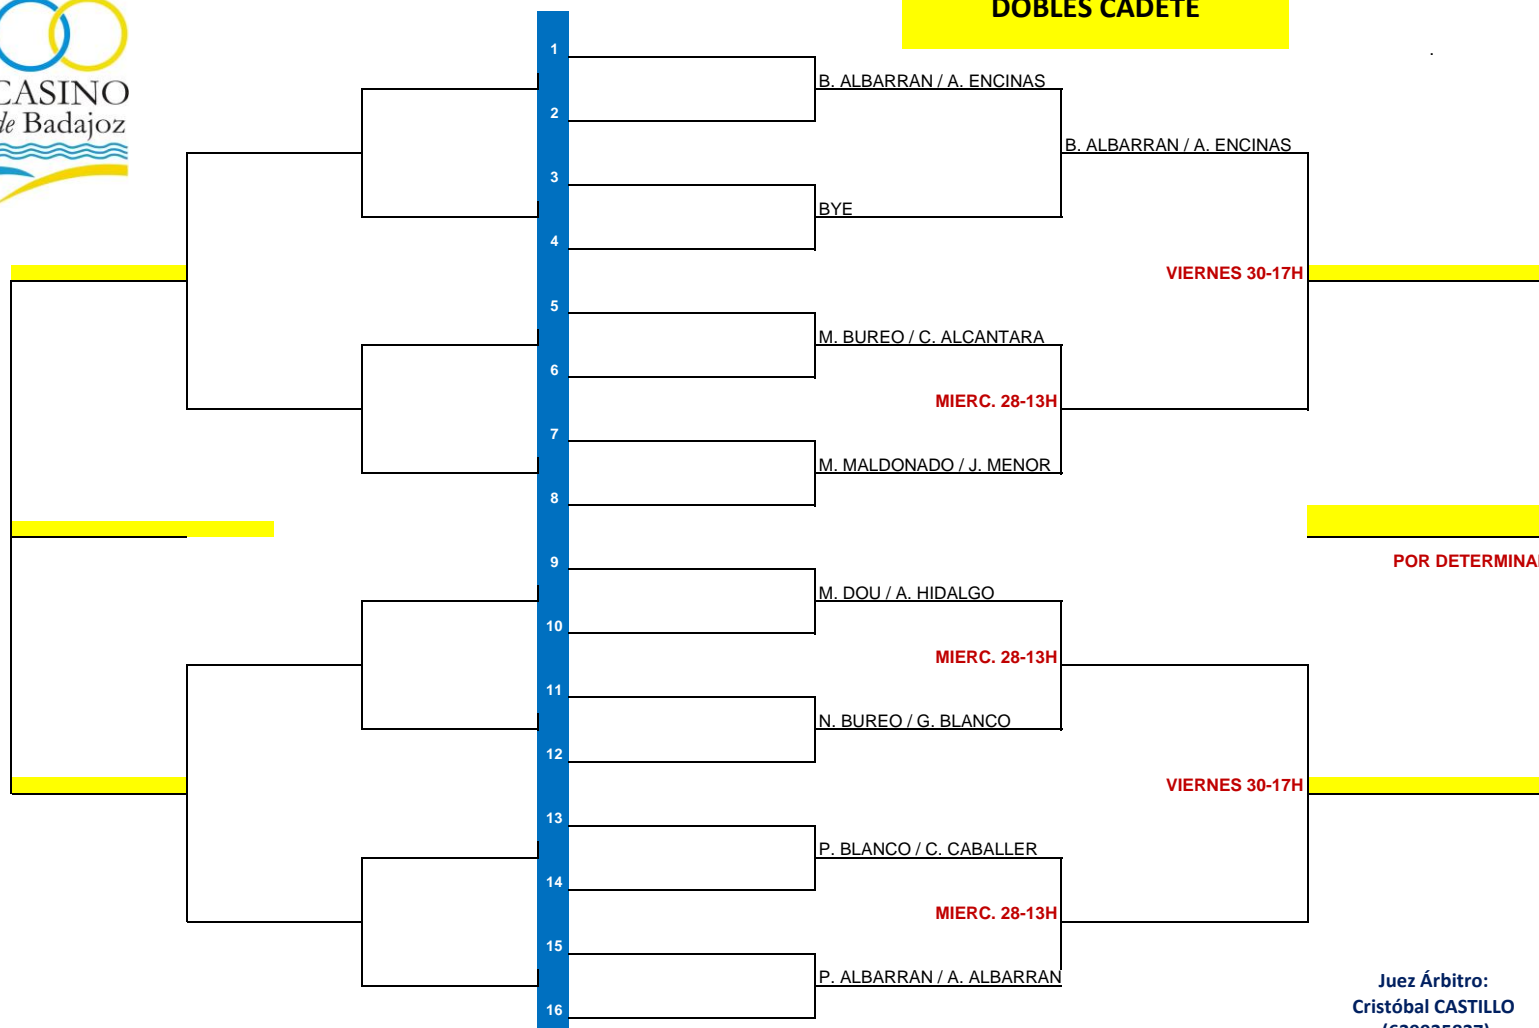 DOBLES CADETE
CASINO
de Badajoz
1
B. ALBARRAN / A. ENCINAS
2
B. ALBARRAN / A. ENCINAS
3
BYE
4
VIERNES 30-17H
5
M. BUREO / C. ALCANTARA
6
MIERC. 28-13H
7
M. MALDONADO / J. MENOR
8
9
POR DETERMINA
M. DOU / A. HIDALGO
10
MIERC. 28-13H
11
N. BUREO / G. BLANCO
12
VIERNES 30-17H
13
P. BLANCO / C. CABALLER
14
MIERC. 28-13H
15
P. ALBARRAN / A. ALBARRAN
Juez Árbitro:
Cristóbal CASTILLO
16